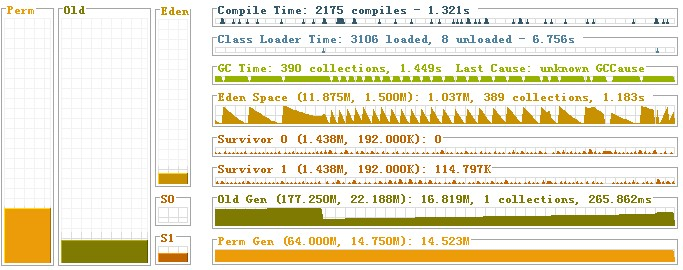 Perm
Old
Eden
S0
S1
Compile Time: 2175 compiles - 1.321s
Class Loader Time: 3106 loaded, 8 unloaded - 6.756s
GC Time: 390 collections, 1.449s  Last Cause: unknown GCCause
Eden Space (11.875M, 1.500M): 1.037M, 389 collections, 1.183s
Survivor 0 (1.438M, 192.000K): 0
Survivor 1 (1.438M, 192.000K): 114.797K
Old Gen (177.250M, 22.188M): 16.819M, 1 collections, 265.862ms
Perm Gen (64.000M, 14.750M): 14.523M